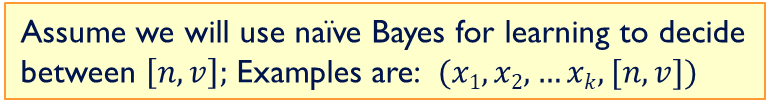 Assume we will use naïve Bayes for learning to decide
between [n, v]; Examples are: (x₁, x₂, … xₖ, [n, v])